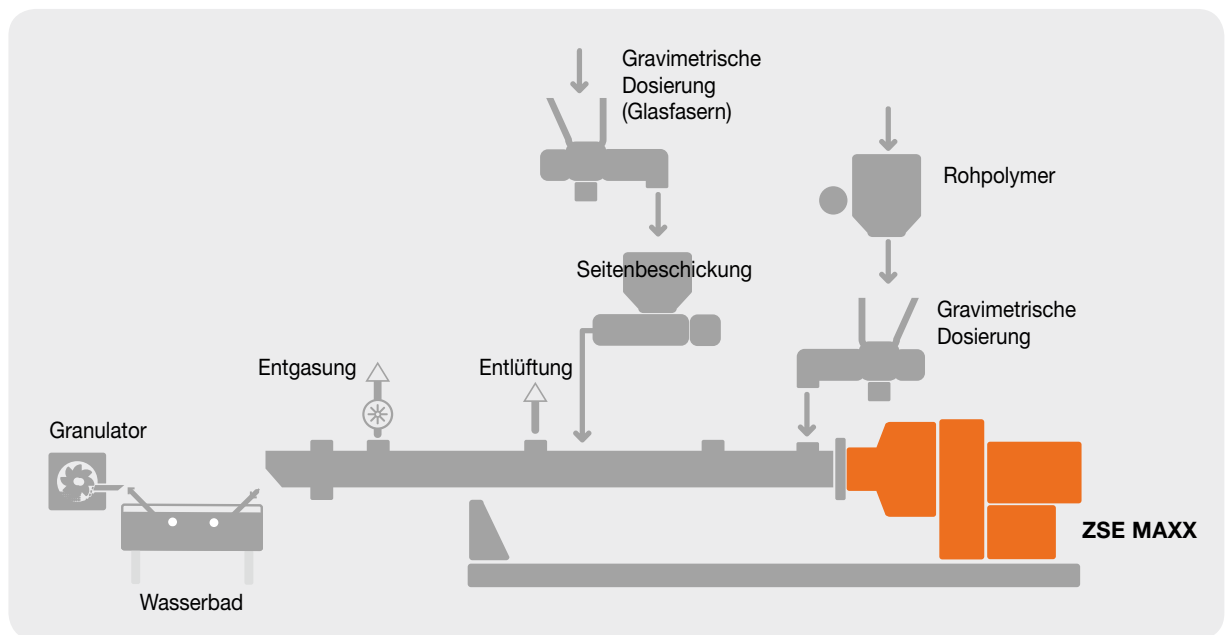 Gravimetrische
Dosierung
(Glasfasern)
Rohpolymer
Seitenbeschickung
Gravimetrische
Dosierung
Entgasung
Entlüftung
Granulator
ZSE MAXX
Wasserbad